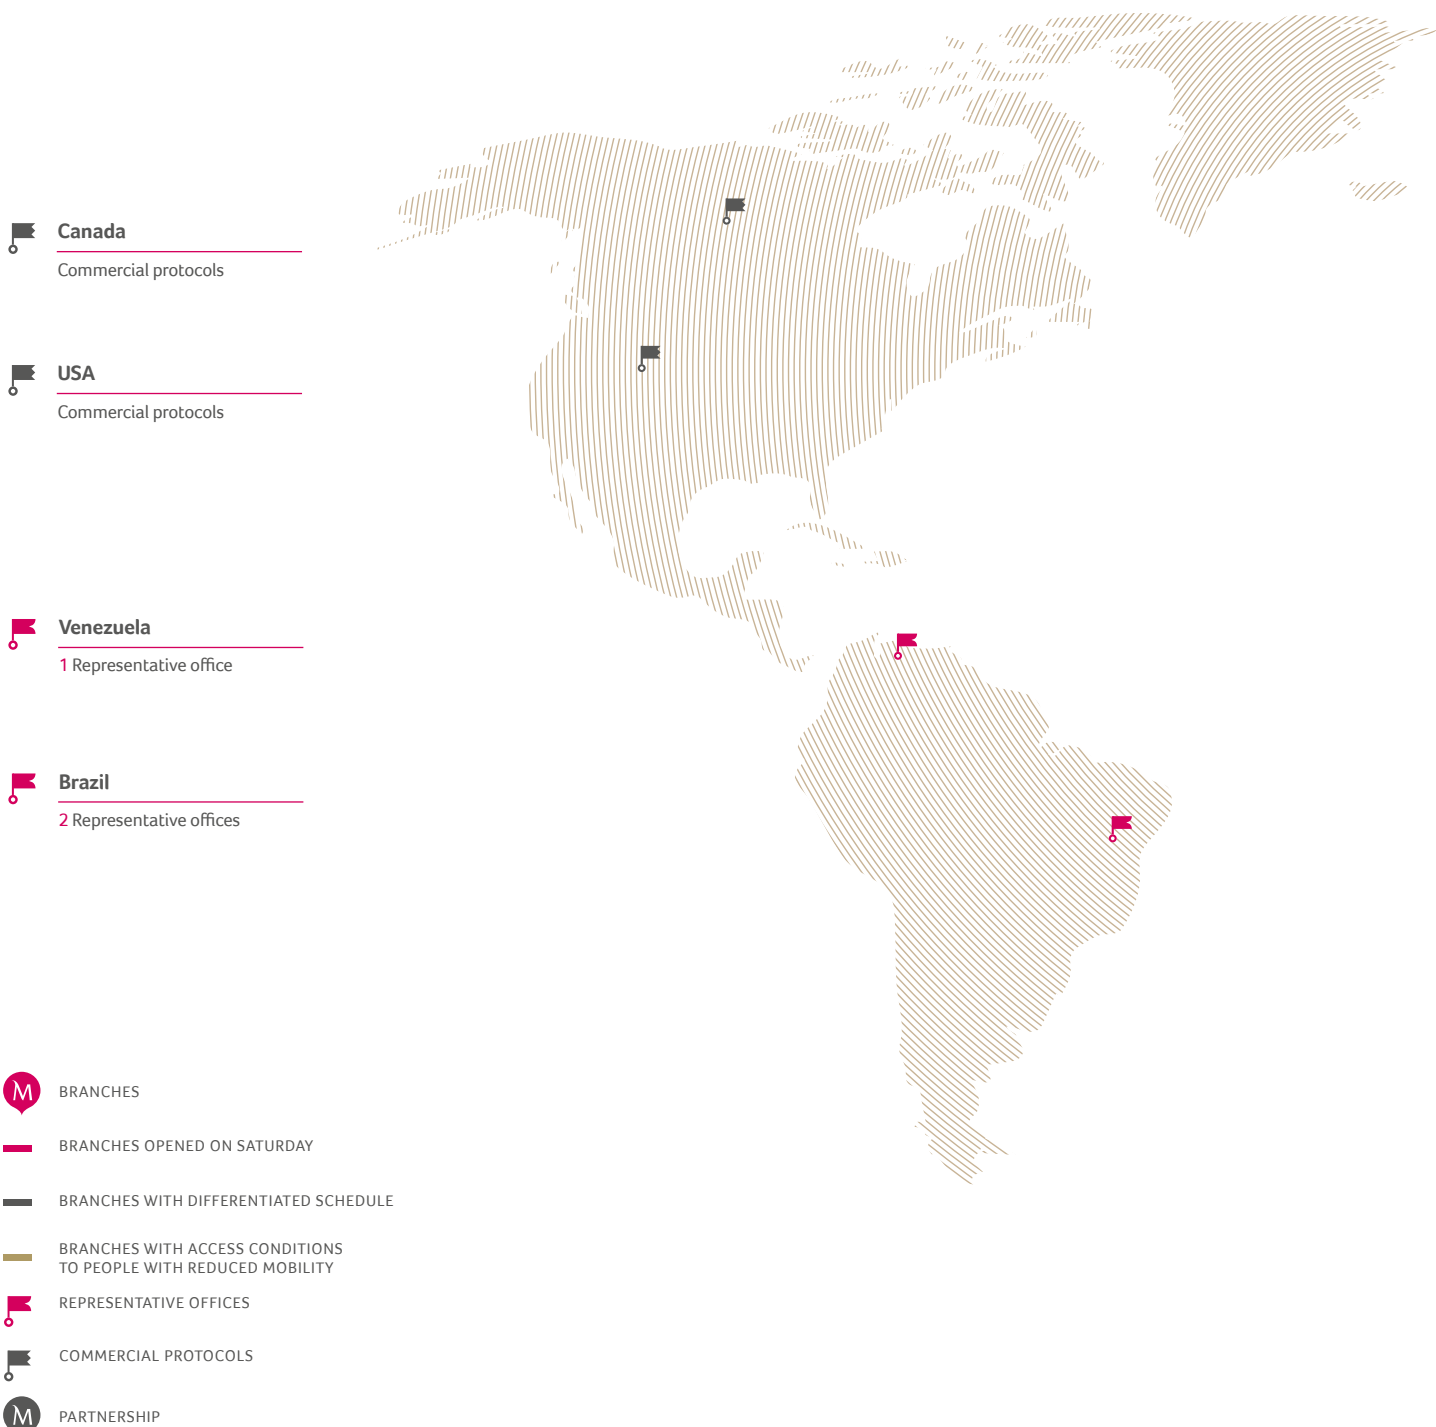 Canada
Commercial protocols
USA
Commercial protocols
Venezuela
1 Representative office
Brazil
2 Representative offices
M
BRANCHES
BRANCHES OPENED ON SATURDAY
BRANCHES WITH DIFFERENTIATED SCHEDULE
BRANCHES WITH ACCESS CONDITIONS
TO PEOPLE WITH REDUCED MOBILITY
REPRESENTATIVE OFFICES
COMMERCIAL PROTOCOLS
M
PARTNERSHIP